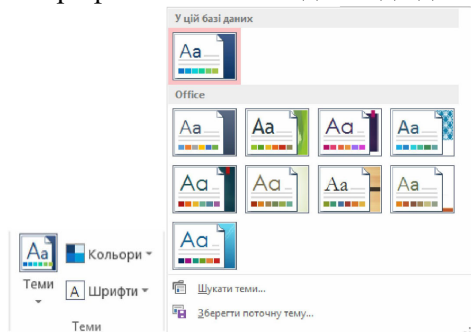 У цій базі даних
Aa
Office
Aa
Aa
Aa
Aa
Aa
Aa
Aa
Aa
Aa
Шукати теми...
Зберегти поточну тему...
Aa
Теми
Кольори
A Шрифти
Теми